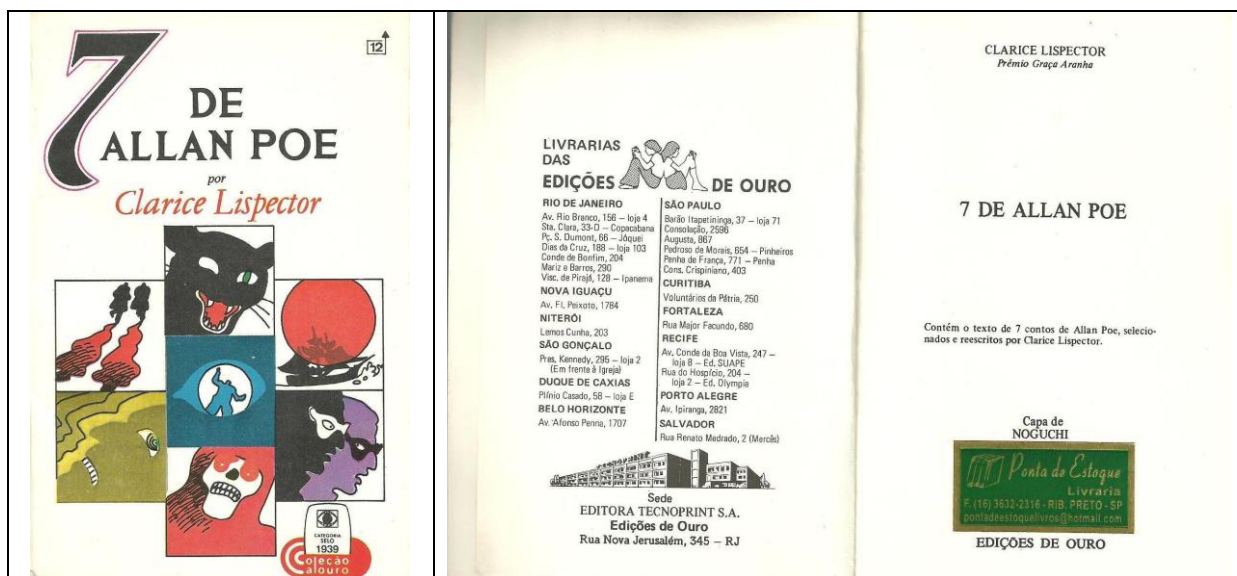 7
DE
ALLAN POE
por
Clarice Lispector
12
CATEGORIA
SELO
1939
Coleção
alouro
LIVRARIAS
DAS
EDIÇÕES DE OURO
RIO DE JANEIRO
Av. Rio Branco, 156 — loja 4
Sta. Clara, 33-D — Copacabana
Pç. S. Dumont, 66 — Jóquei
Dias da Cruz, 188 — loja 103
Conde de Bonfim, 204
Mariz e Barros, 290
Visc. de Pirajá, 128 — Ipanema
NOVA IGUAÇU
Av. Fl. Peixoto, 1784
NITERÓI
Lemos Cunha, 203
SÃO GONÇALO
Pres. Kennedy, 295 — loja 2
(Em frente à Igreja)
DUQUE DE CAXIAS
Plínio Casado, 58 — loja E
BELO HORIZONTE
Av. Afonso Penna, 1707
SÃO PAULO
Barão Itapetininga, 37 — loja 71
Consolação, 2596
Augusta, 867
Pedroso de Morais, 654 — Pinheiros
Penha de França, 771 — Penha
Cons. Crispiniano, 403
CURITIBA
Voluntários da Pátria, 250
FORTALEZA
Rua Major Facundo, 680
RECIFE
Av. Conde da Boa Vista, 247 —
loja 8 — Ed. SUAPE
Rua do Hospício, 204 —
loja 2 — Ed. Olympia
PORTO ALEGRE
Av. Ipiranga, 2821
SALVADOR
Rua Renato Medrado, 2 (Mercês)
Sede
EDITORA TECNOPRINT S.A.
Edições de Ouro
Rua Nova Jerusalém, 345 — RJ
CLARICE LISPECTOR
Prêmio Graça Aranha
7 DE ALLAN POE
Contém o texto de 7 contos de Allan Poe, selecio-
nados e reescritos por Clarice Lispector.
Capa de
NOGUCHI
Ponta de Estoque
Livraria
F. (16) 3632-2316 - RIB. PRETO - SP
pontadeestoquelivros@hotmail.com
EDIÇÕES DE OURO